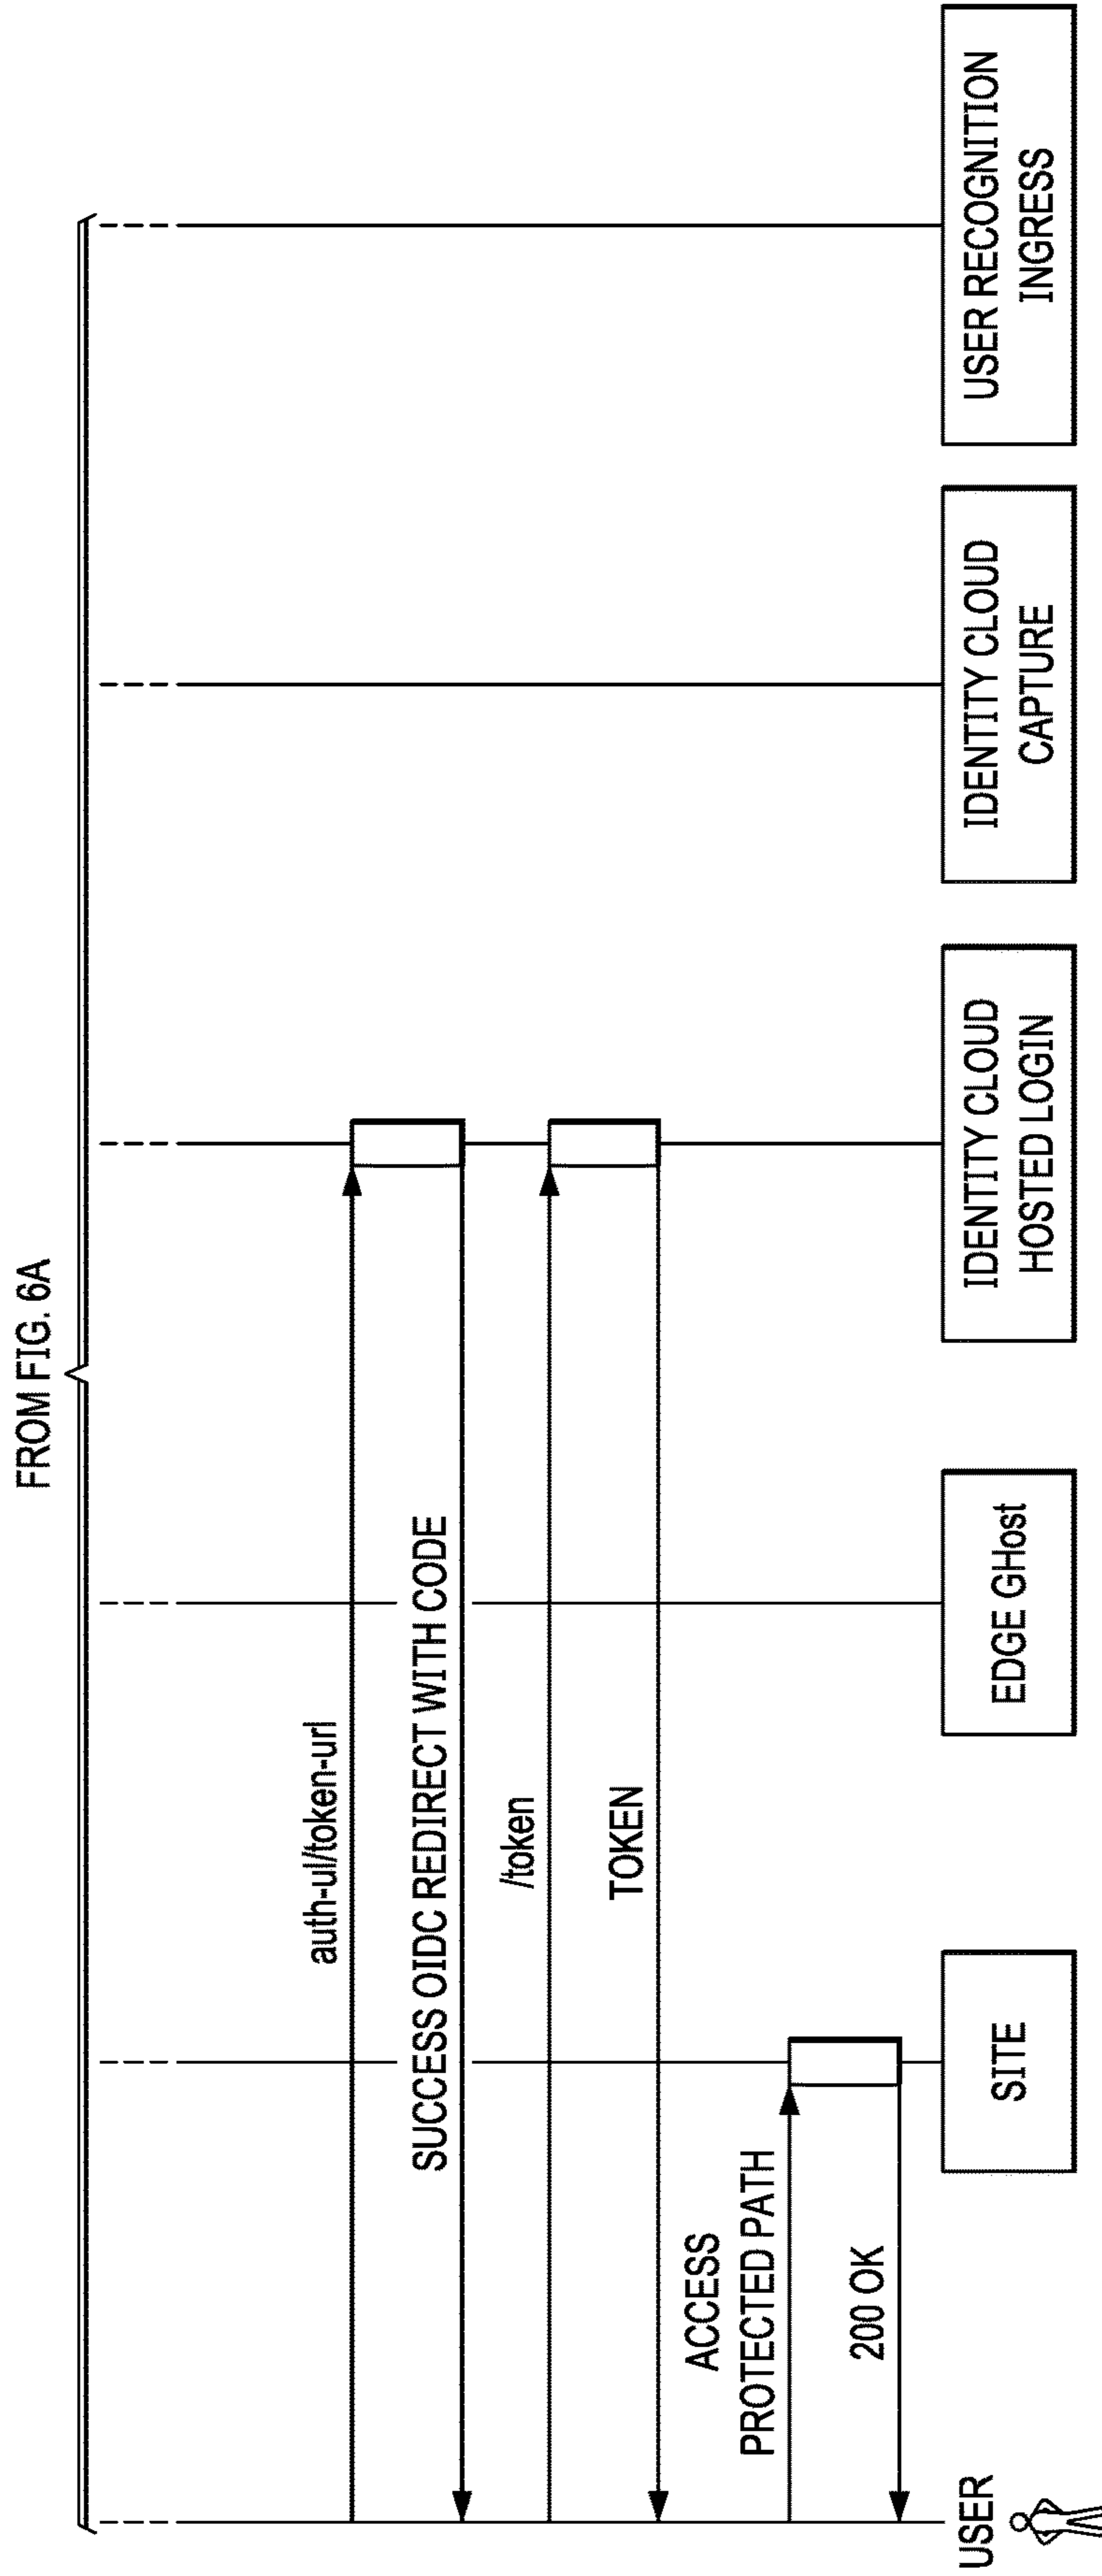 FROM FIG. 6A
auth-ul/token-url
SUCCESS OIDC REDIRECT WITH CODE
/token
TOKEN
ACCESS
PROTECTED PATH
200 OK
USER
SITE
EDGE GHost
IDENTITY CLOUD
HOSTED LOGIN
IDENTITY CLOUD
CAPTURE
USER RECOGNITION
INGRESS